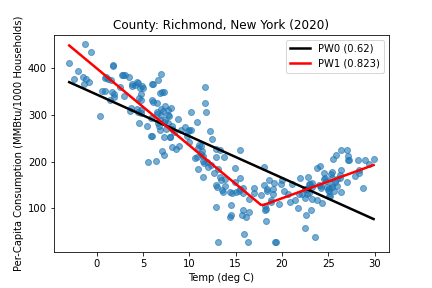 County: Richmond, New York (2020)
PW0 (0.62)
PW1 (0.823)
Per-Capita Consumption (MMBtu/1000 Households)
400
300
200
100
0
5
10
15
20
25
30
Temp (deg C)